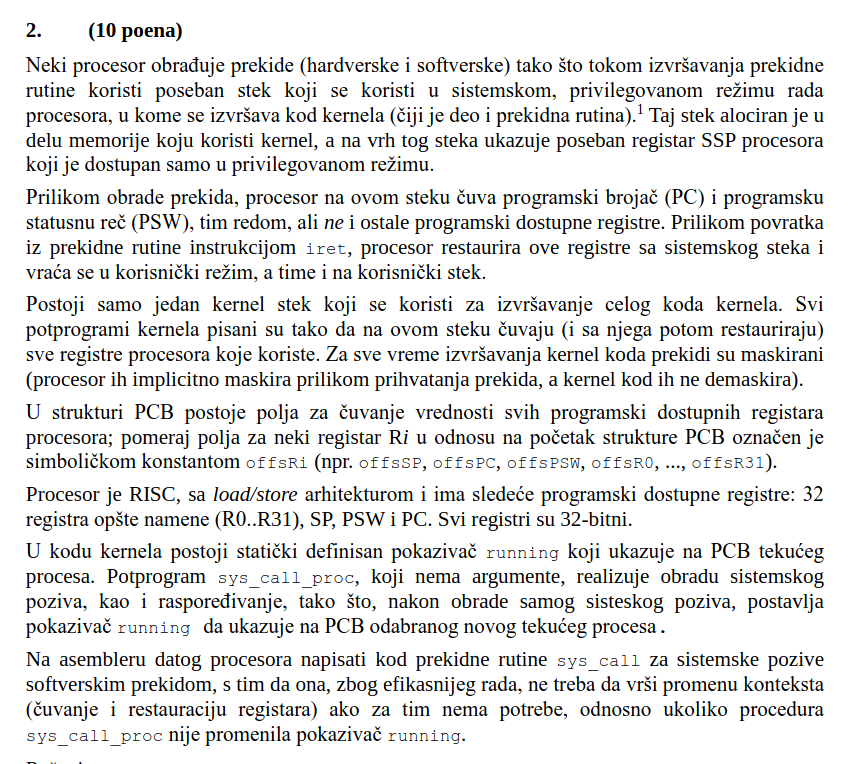 2. (10 poena)
Neki procesor obrađuje prekide (hardverske i softverske) tako što tokom izvršavanja prekidne
rutine koristi poseban stek koji se koristi u sistemskom, privilegovanom režimu rada
procesora, u kome se izvršava kod kernela (čiji je deo i prekidna rutina).1 Taj stek alociran je u
delu memorije koju koristi kernel, a na vrh tog steka ukazuje poseban registar SSP procesora
koji je dostupan samo u privilegovanom režimu.
Prilikom obrade prekida, procesor na ovom steku čuva programski brojač (PC) i programsku
statusnu reč (PSW), tim redom, ali ne i ostale programski dostupne registre. Prilikom povratka
iz prekidne rutine instrukcijom iret, procesor restaurira ove registre sa sistemskog steka i
vraća se u korisnički režim, a time i na korisnički stek.
Postoji samo jedan kernel stek koji se koristi za izvršavanje celog koda kernela. Svi
potprogrami kernela pisani su tako da na ovom steku čuvaju (i sa njega potom restauriraju)
sve registre procesora koje koriste. Za sve vreme izvršavanja kernel koda prekidi su maskirani
(procesor ih implicitno maskira prilikom prihvatanja prekida, a kernel kod ih ne demaskira).
U strukturi PCB postoje polja za čuvanje vrednosti svih programski dostupnih registara
procesora; pomeraj polja za neki registar Ri u odnosu na početak strukture PCB označen je
simboličkom konstantom offsRi (npr. offsSP, offsPC, offsPSW, offsR0, ..., offsR31).
Procesor je RISC, sa load/store arhitekturom i ima sledeće programski dostupne registre: 32
registra opšte namene (R0..R31), SP, PSW i PC. Svi registri su 32-bitni.
U kodu kernela postoji statički definisan pokazivač running koji ukazuje na PCB tekućeg
procesa. Potprogram sys_call_proc, koji nema argumente, realizuje obradu sistemskog
poziva, kao i raspoređivanje, tako što, nakon obrade samog sisteskog poziva, postavlja
pokazivač running da ukazuje na PCB odabranog novog tekućeg procesa.
Na asembleru datog procesora napisati kod prekidne rutine sys_call za sistemske pozive
softverskim prekidom, s tim da ona, zbog efikasnijeg rada, ne treba da vrši promenu konteksta
(čuvanje i restauraciju registara) ako za tim nema potrebe, odnosno ukoliko procedura
sys_call_proc nije promenila pokazivač running.